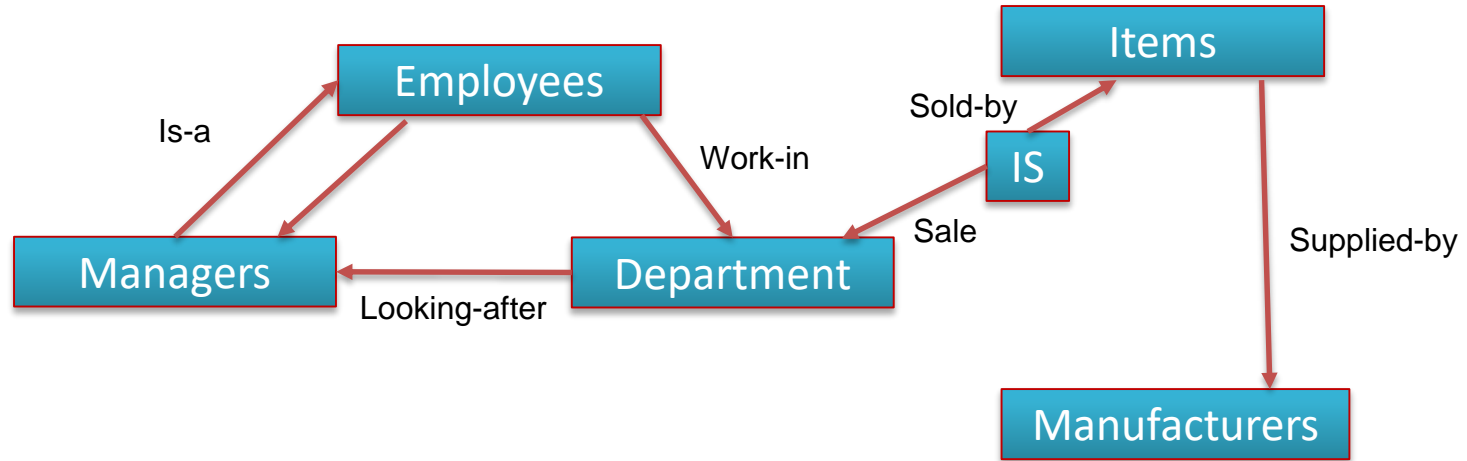 Items
Employees
Sold-by
Is-a
Work-in
IS
Sale
Supplied-by
Managers
Department
Looking-after
Manufacturers